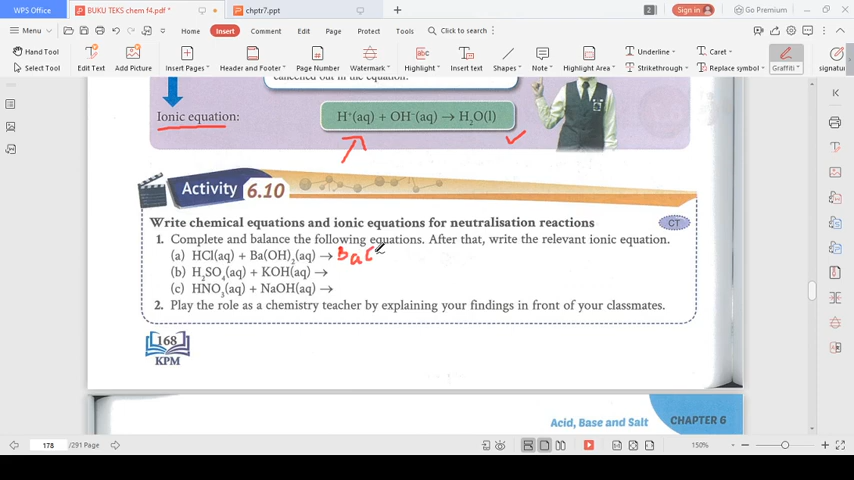 WPS Office
BUKU TEKS chem f4.pdf *
chptr7.ppt
+
2
Sign in
Go Premium
Menu
Home
Insert
Comment
Edit
Page
Protect
Tools
Click to search
Hand Tool
Select Tool
Edit Text
Add Picture
Insert Pages
Header and Footer
Page Number
Watermark
Highlight
Insert text
Shapes
Underline
Strikethrough
Caret
Replace symbol
Graffiti
signatu
cancelled out in the equation.
Ionic equation:
H⁺(aq) + OH⁻(aq) → H₂O(l)
Activity 6.10
Write chemical equations and ionic equations for neutralisation reactions
CT
1. Complete and balance the following equations. After that, write the relevant ionic equation.
(a) HCl(aq) + Ba(OH)₂(aq) → Ba
(b) H₂SO₄(aq) + KOH(aq) →
(c) HNO₃(aq) + NaOH(aq) →
2. Play the role as a chemistry teacher by explaining your findings in front of your classmates.
168
KPM
Acid, Base and Salt CHAPTER 6
178 /291 Page
150%